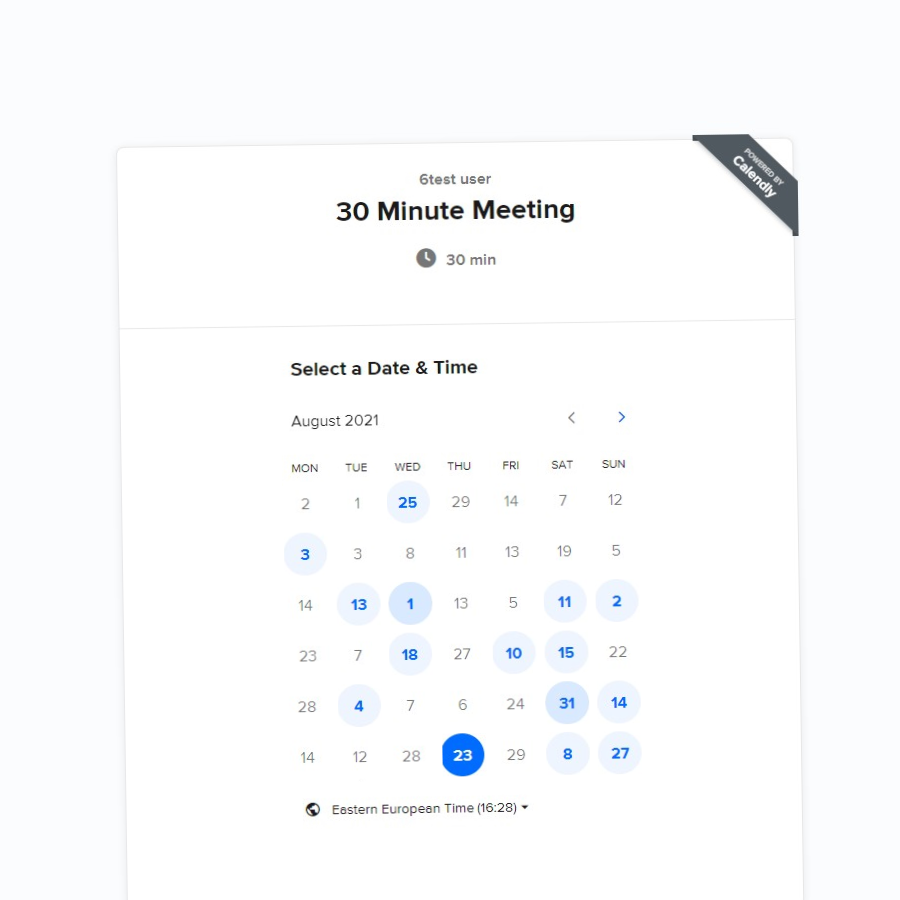 POWERED BY
Calendly
6test user
30 Minute Meeting
30 min
Select a Date & Time
August 2021
MON TUE WED THU FRI SAT SUN
2 1 25 29 14 7 12
3 3 8 11 13 19 5
14 13 1 13 5 11 2
23 7 18 27 10 15 22
28 4 7 6 24 31 14
14 12 28 23 29 8 27
Eastern European Time (16:28)